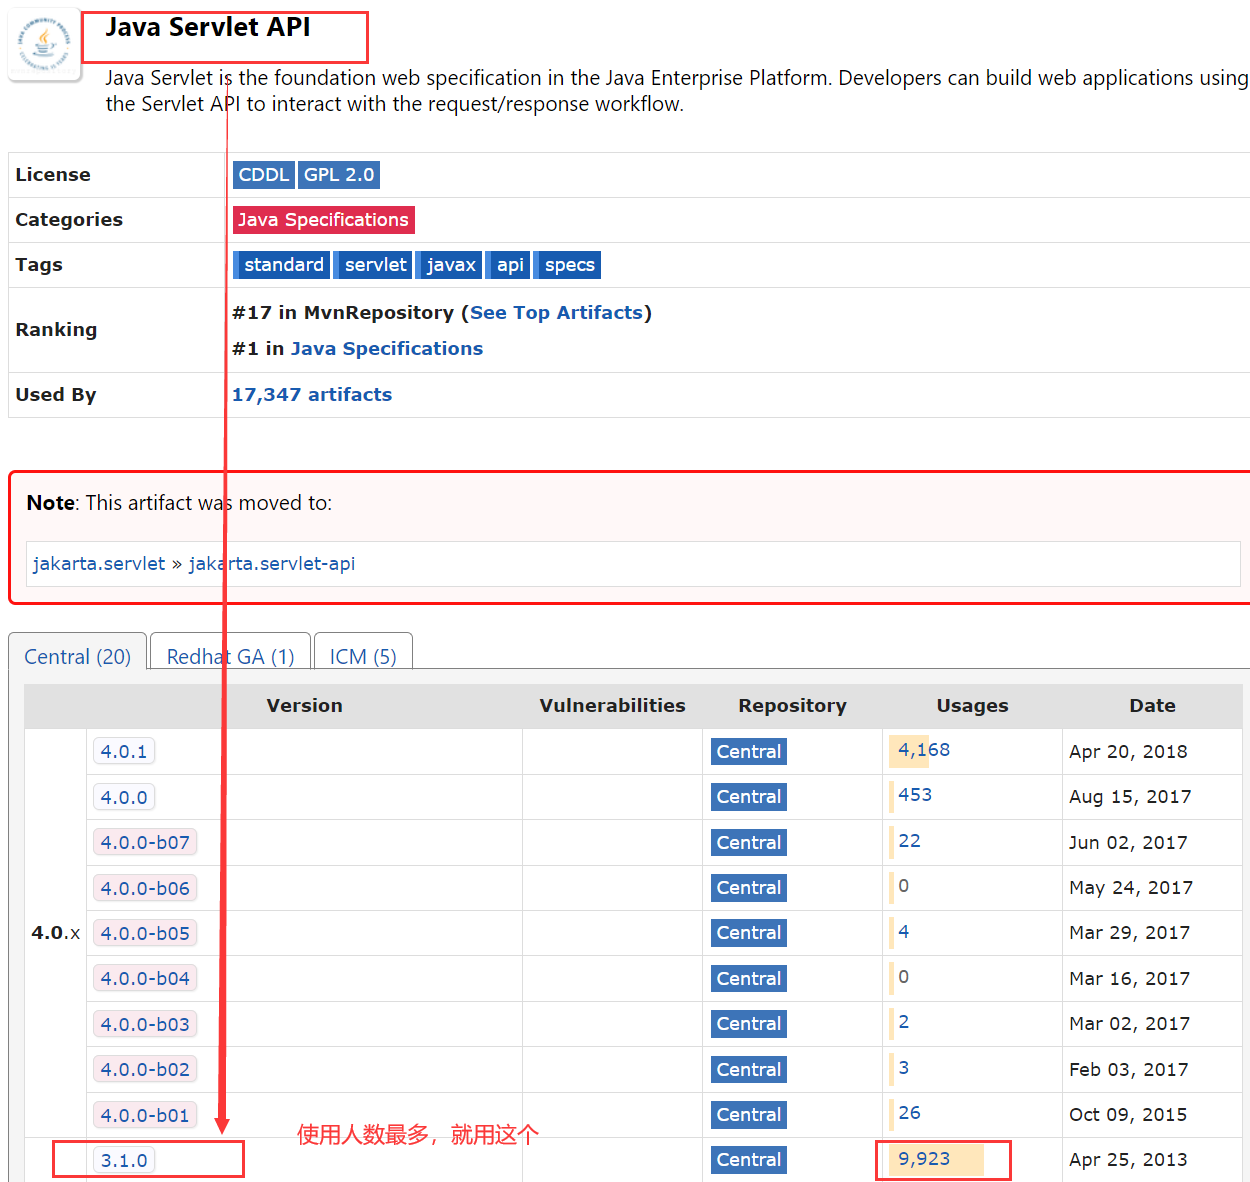 Java Servlet API
Java Servlet is the foundation web specification in the Java Enterprise Platform. Developers can build web applications using
the Servlet API to interact with the request/response workflow.
License CDDL GPL 2.0
Categories Java Specifications
Tags standard servlet javax api specs
Ranking #17 in MvnRepository (See Top Artifacts)
#1 in Java Specifications
Used By 17,347 artifacts
Note: This artifact was moved to:
jakarta.servlet » jakarta.servlet-api
Central (20) Redhat GA (1) ICM (5)
Version Vulnerabilities Repository Usages Date
4.0.1 Central 4,168 Apr 20, 2018
4.0.0 Central 453 Aug 15, 2017
4.0.0-b07 Central 22 Jun 02, 2017
4.0.0-b06 Central 0 May 24, 2017
4.0.x 4.0.0-b05 Central 4 Mar 29, 2017
4.0.0-b04 Central 0 Mar 16, 2017
4.0.0-b03 Central 2 Mar 02, 2017
4.0.0-b02 Central 3 Feb 03, 2017
4.0.0-b01 Central 26 Oct 09, 2015
使用人数最多，就用这个
3.1.0 Central 9,923 Apr 25, 2013